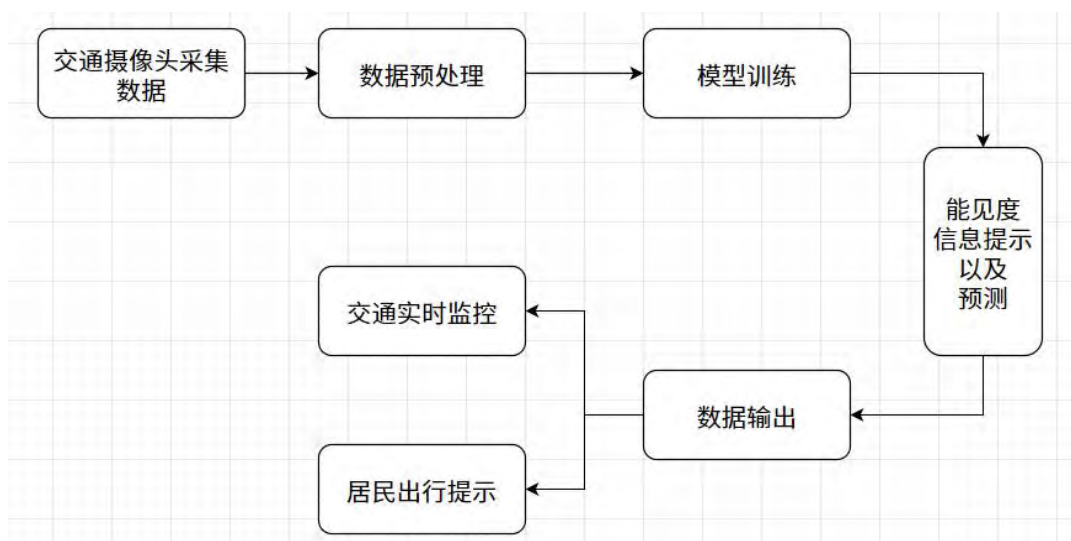 交通摄像头采集
数据
数据预处理
模型训练
能见度
信息提示
以及
预测
数据输出
交通实时监控
居民出行提示